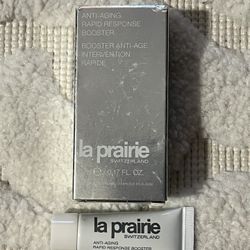 ANTI-AGING
RAPID RESPONSE
BOOSTER
BOOSTER ANTI-AGE
INTERVENTION
RAPIDE
la prairie
SWITZERLAND
0.17 FL. OZ.
la prairie
SWITZERLAND
ANTI-AGING
RAPID RESPONSE BOOSTER